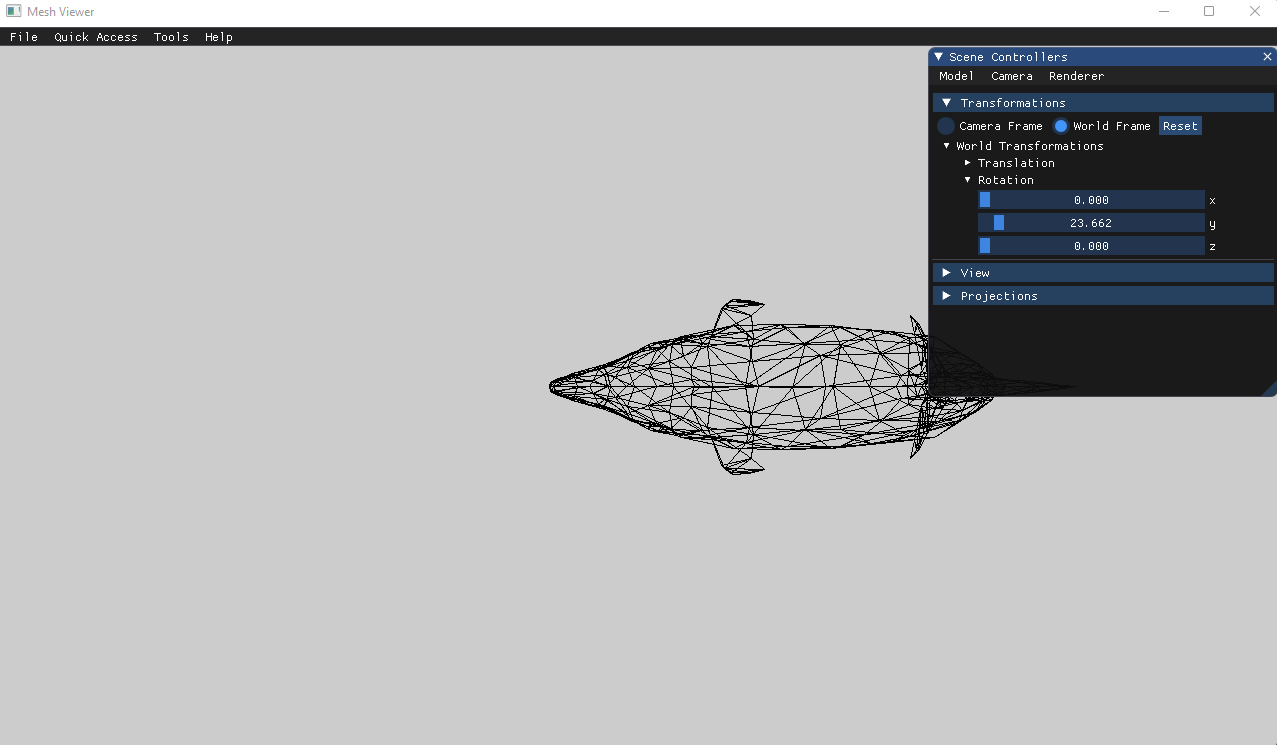 Mesh Viewer
File Quick Access Tools Help
Scene Controllers
Model Camera Renderer
Transformations
Camera Frame World Frame Reset
World Transformations
Translation
Rotation
0.000 x
23.662 y
0.000 z
View
Projections